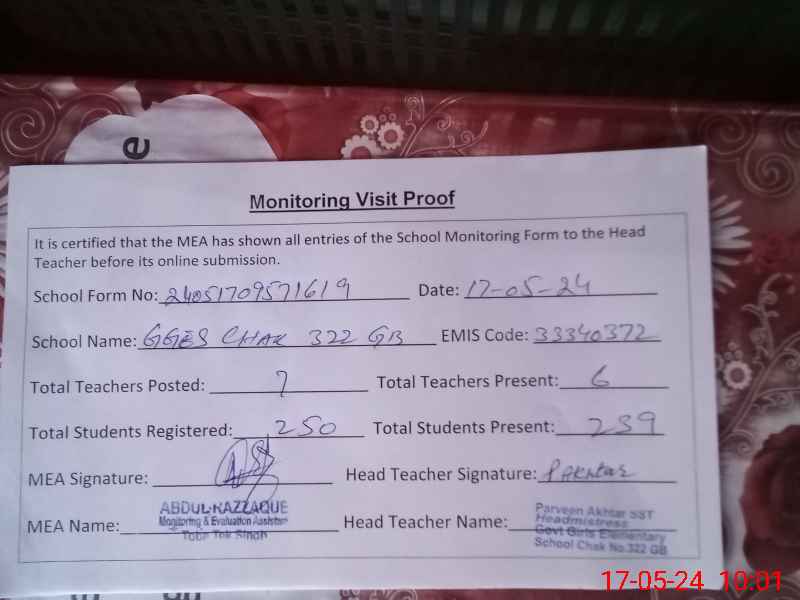 Monitoring Visit Proof
It is certified that the MEA has shown all entries of the School Monitoring Form to the Head
Teacher before its online submission.
School Form No: 24051709571619 Date: 17-05-24
School Name: GGES CHAK 322 GB EMIS Code: 33340372
Total Teachers Posted: 7 Total Teachers Present: 6
Total Students Registered: 250 Total Students Present: 239
MEA Signature: Head Teacher Signature: PAkhtar
MEA Name: ABDUL RAZZAQUE
Monitoring & Evaluation Assistant
Toba Tek Singh
Head Teacher Name: Parveen Akhtar SST
Headmistress
Govt Girls Elementary
School Chak No.322 GB
17-05-24 10:01